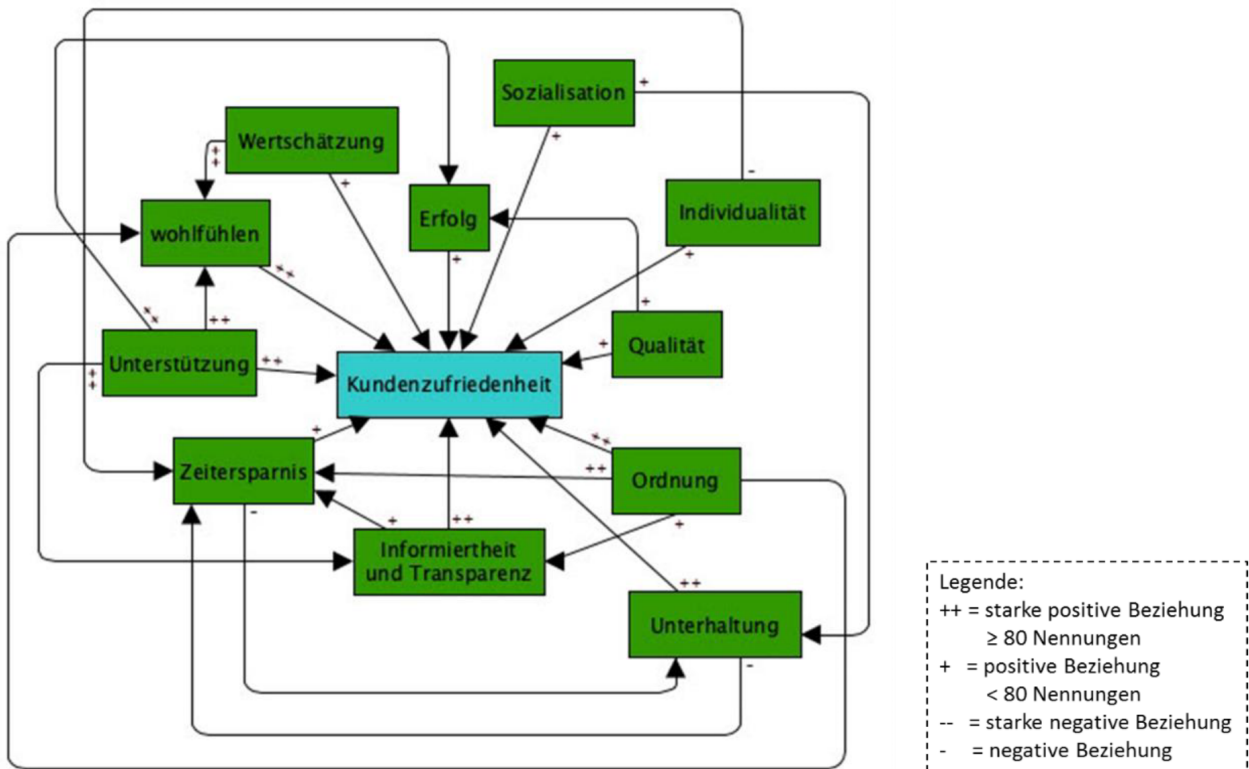 Sozialisation
+
+
Wertschätzung
++
+
Individualität
-
+
wohlfühlen
++
Erfolg
+
Qualität
+
+
Unterstützung
++
++
++
++
Kundenzufriedenheit
Zeitersparnis
+
-
Ordnung
++
++
+
Informiertheit
und Transparenz
+
++
Unterhaltung
++
-
Legende:
++ = starke positive Beziehung
≥ 80 Nennungen
+ = positive Beziehung
< 80 Nennungen
-- = starke negative Beziehung
- = negative Beziehung